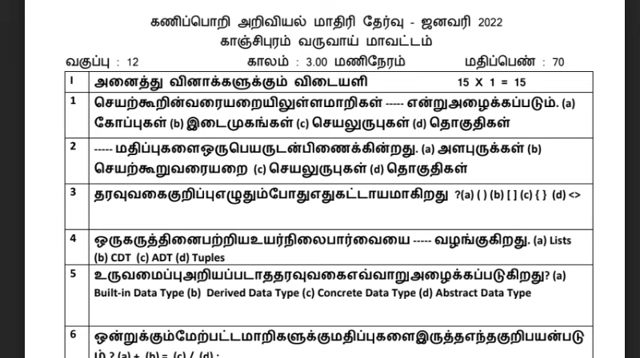 கணிப்பொறி அறிவியல் மாதிரி தேர்வு - ஜனவரி 2022
காஞ்சிபுரம் வருவாய் மாவட்டம்
வகுப்பு : 12 காலம் : 3.00 மணிநேரம் மதிப்பெண் : 70
I அனைத்து வினாக்களுக்கும் விடையளி 15 X 1 = 15
1 செயற்கூறின்வரையறையிலுள்ளமாறிகள் ----- என்றுஅழைக்கப்படும். (a)
கோப்புகள் (b) இடைமுகங்கள் (c) செயலுருபுகள் (d) தொகுதிகள்
2 ----- மதிப்புகளைஒருபெயருடன்பிணைக்கின்றது. (a) அளபுருக்கள் (b)
செயற்கூறுவரையறை (c) செயலுருபுகள் (d) தொகுதிகள்
3 தரவுவகைகுறிப்புஎழுதும்போதுஎதுகட்டாயமாகிறது ?(a) ( ) (b) [ ] (c) { } (d) <>
4 ஒருகருத்தினைபற்றியஉயர்நிலைபார்வையை ----- வழங்குகிறது. (a) Lists
(b) CDT (c) ADT (d) Tuples
5 உருவமைப்புஅறியப்படாததரவுவகைஎவ்வாறுஅழைக்கப்படுகிறது? (a)
Built-in Data Type (b) Derived Data Type (c) Concrete Data Type (d) Abstract Data Type
6 ஒன்றுக்கும்மேற்பட்டமாறிகளுக்குமதிப்புகளைஇருத்தஎந்தகுறிபயன்படு
ம் ? (a) + (b) = (c) / (d) :